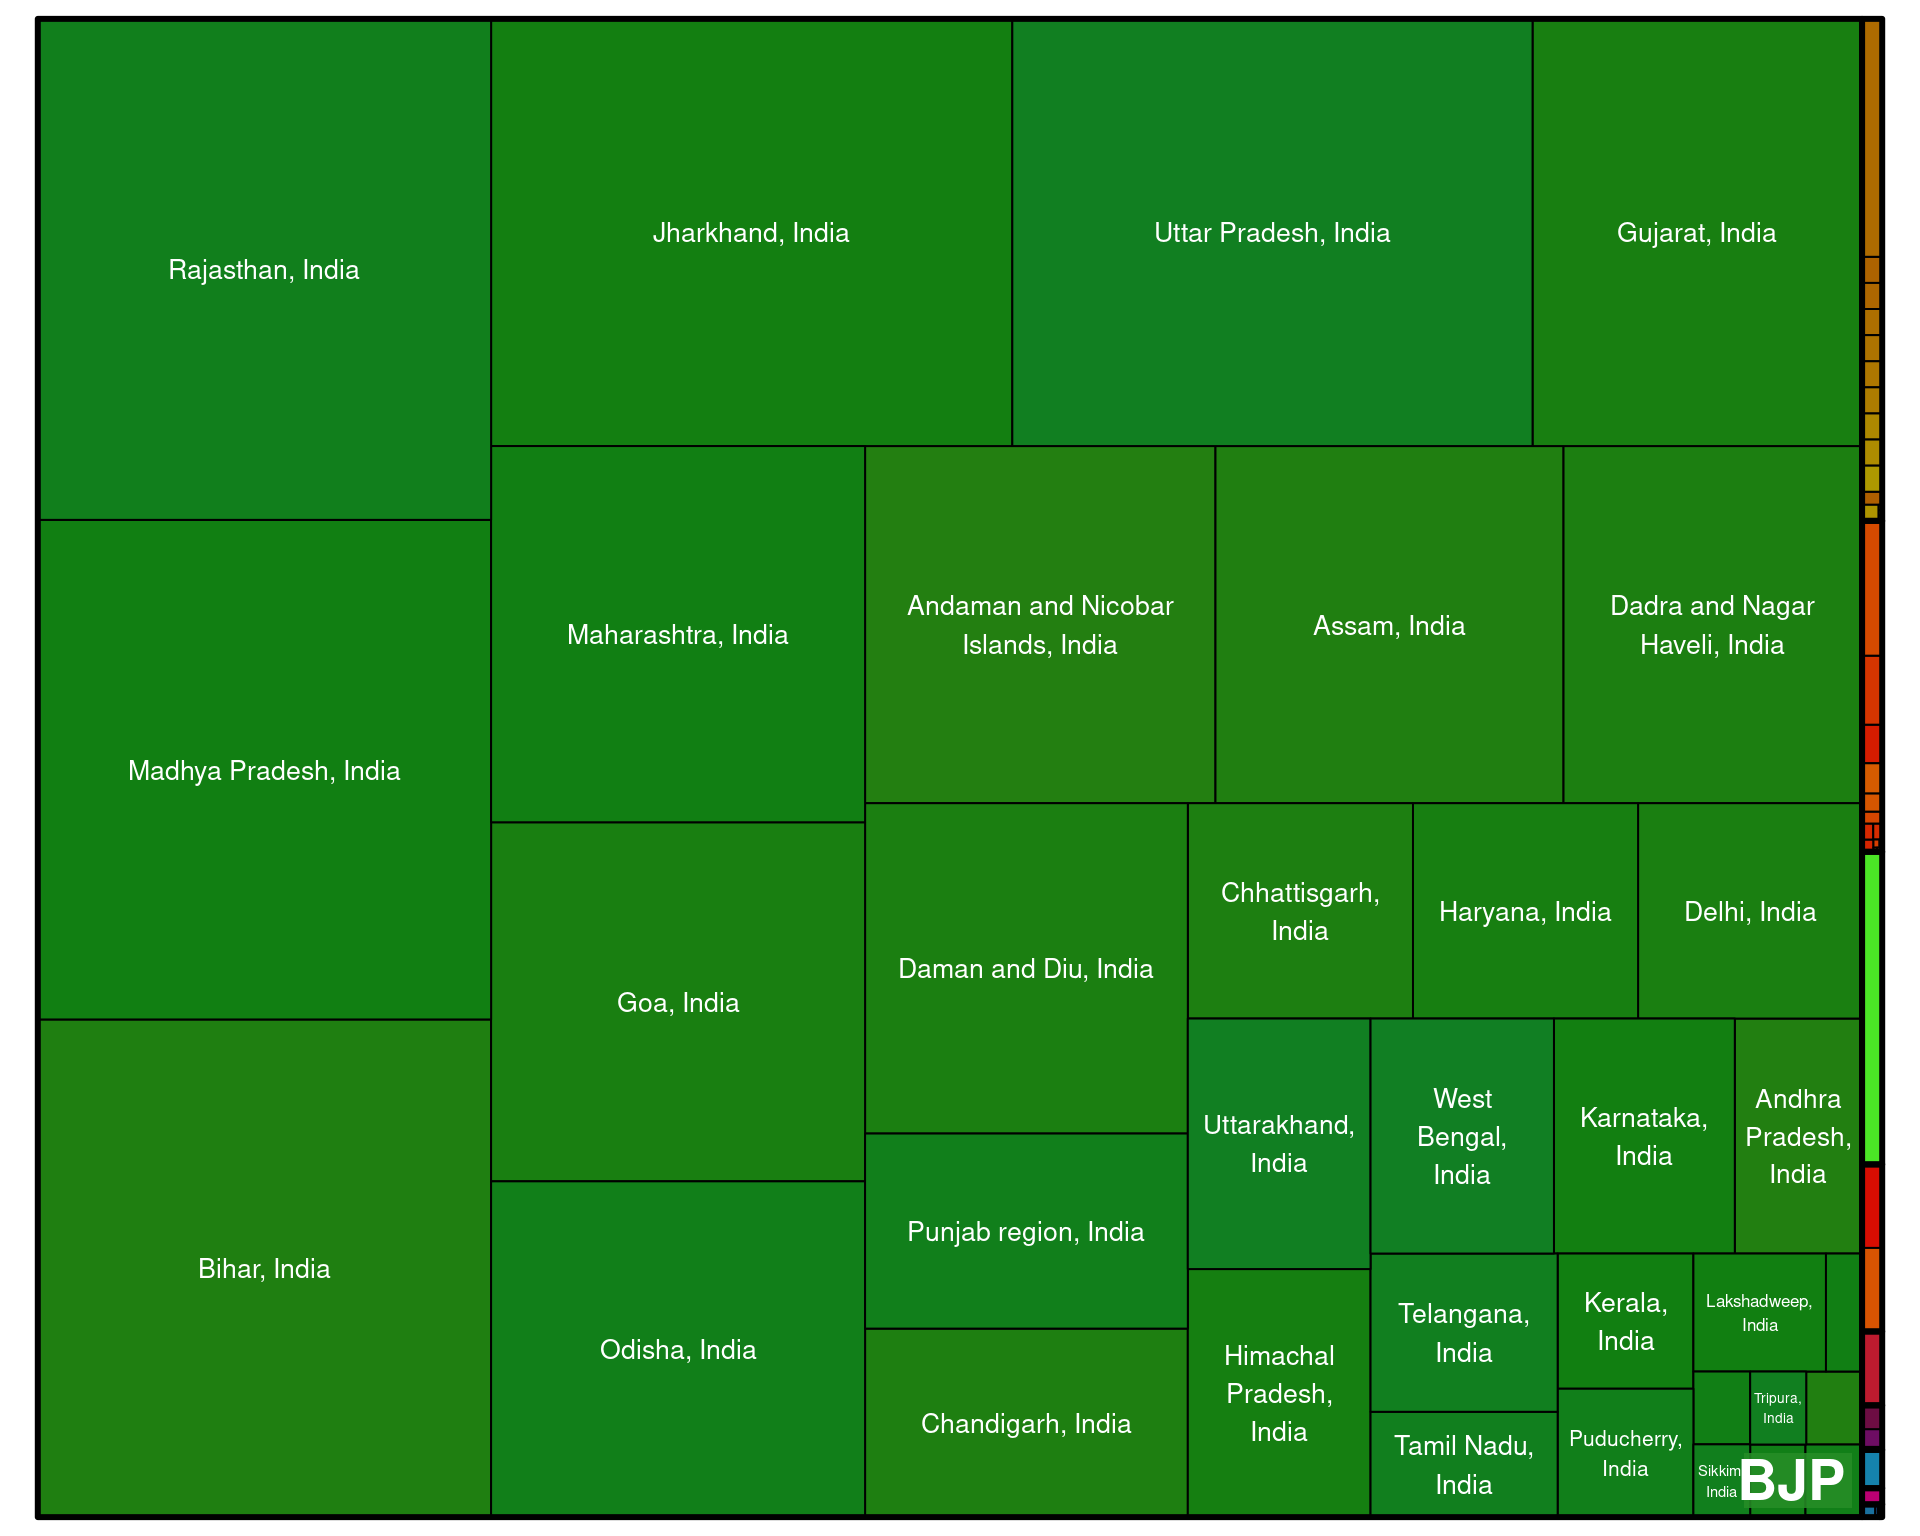 Rajasthan, India
Jharkhand, India
Uttar Pradesh, India
Gujarat, India
Madhya Pradesh, India
Maharashtra, India
Andaman and Nicobar
Islands, India
Assam, India
Dadra and Nagar
Haveli, India
Goa, India
Daman and Diu, India
Chhattisgarh,
India
Haryana, India
Delhi, India
Bihar, India
Odisha, India
Punjab region, India
Chandigarh, India
Uttarakhand,
India
West
Bengal,
India
Karnataka,
India
Andhra
Pradesh,
India
Himachal
Pradesh,
India
Telangana,
India
Tamil Nadu,
India
Kerala,
India
Puducherry,
India
Lakshadweep,
India
Tripura,
India
Sikkim
India
BJP